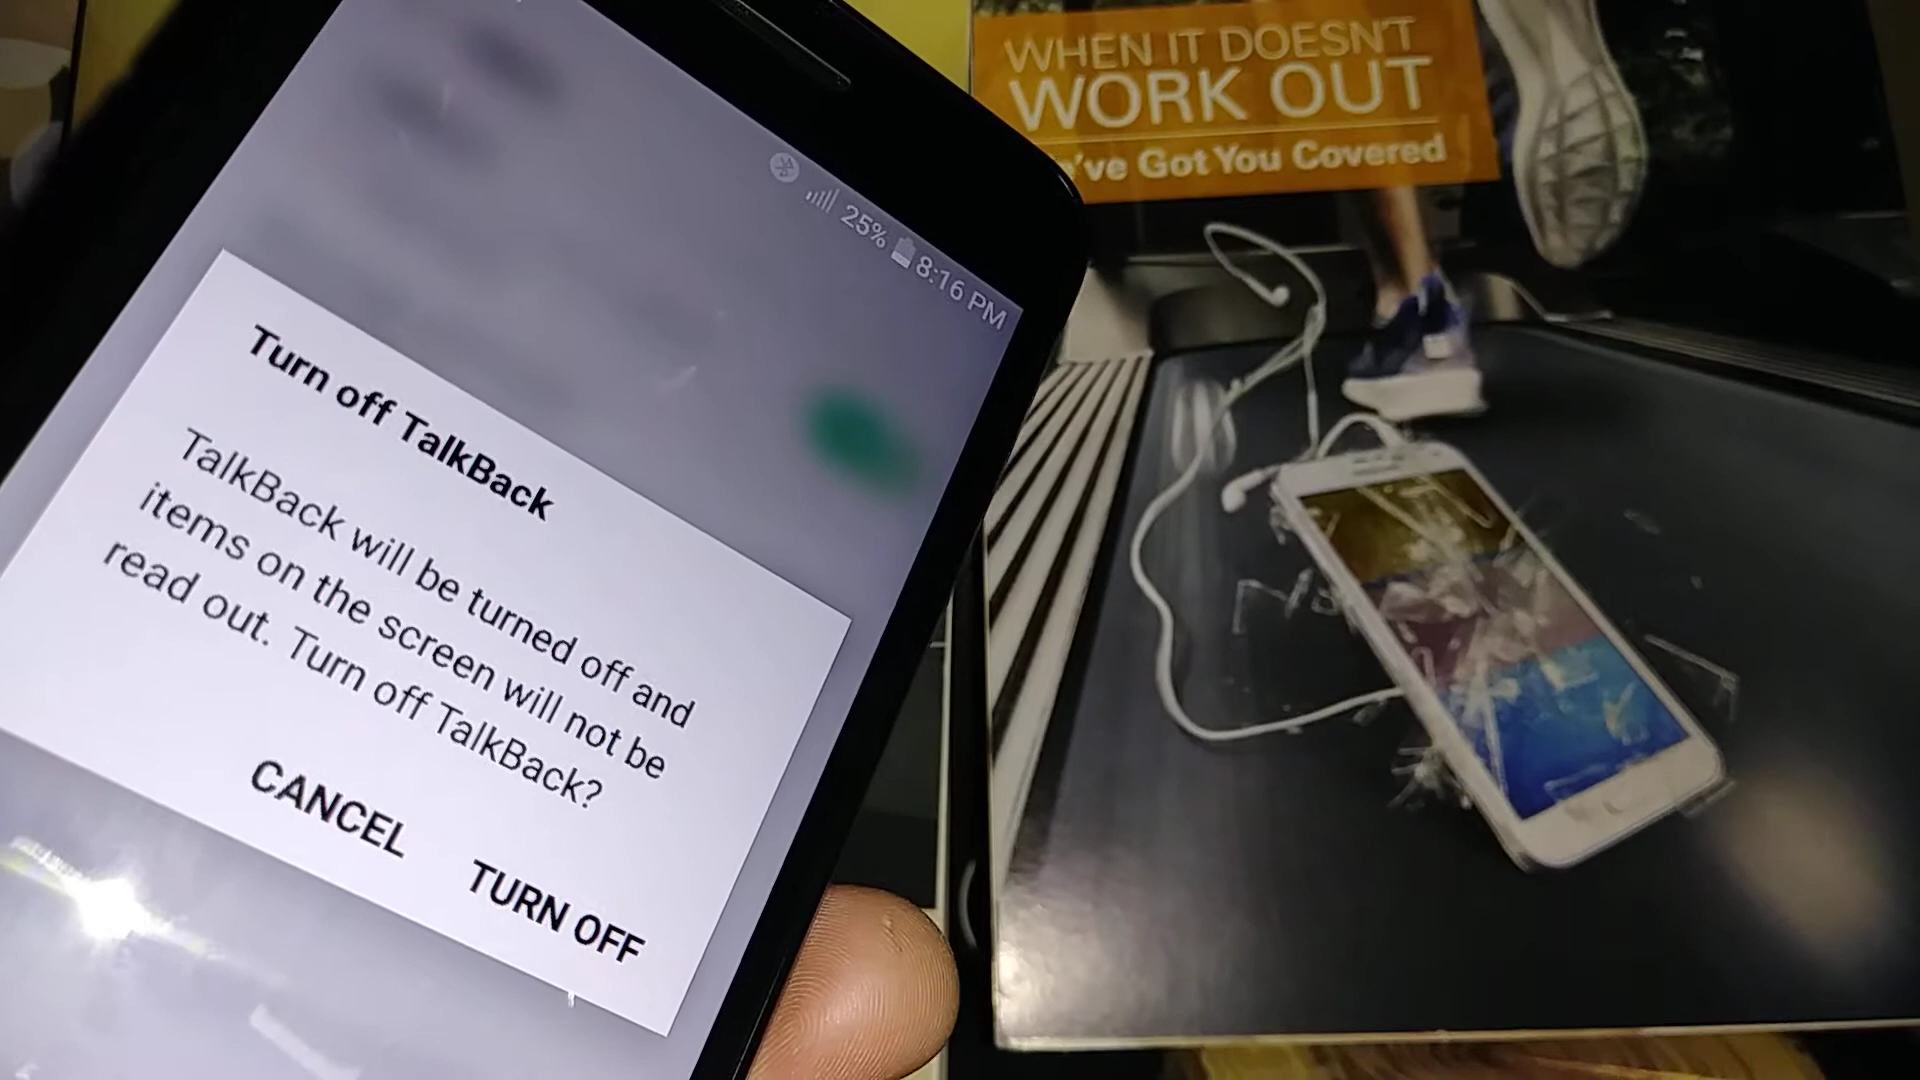 25% 8:16 PM
Turn off TalkBack
TalkBack will be turned off and
items on the screen will not be
read out. Turn off TalkBack?
CANCEL TURN OFF
WHEN IT DOESN'T
WORK OUT
've Got You Covered